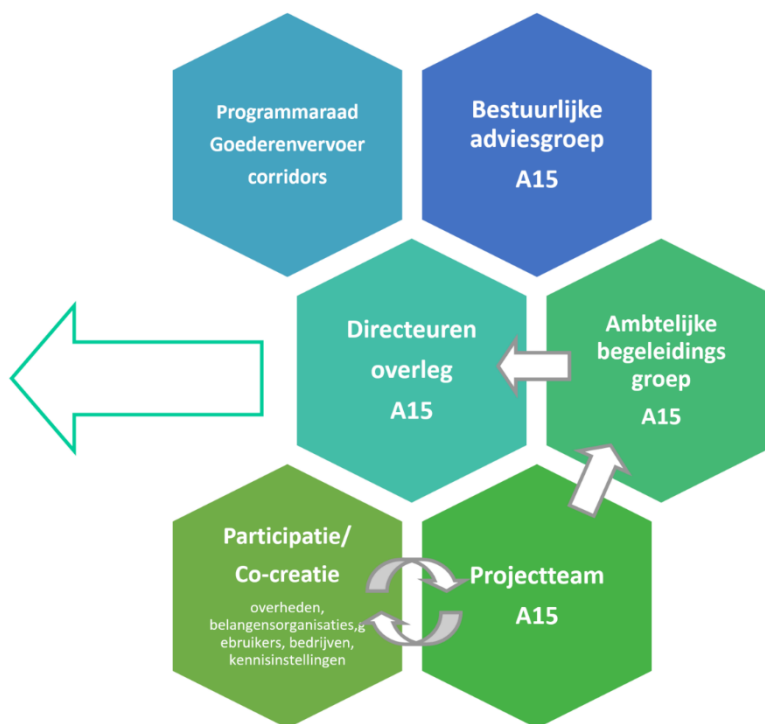 Programmaraad
Goederenvervoer
corridors
Bestuurlijke
adviesgroep
A15
Directeuren
overleg
A15
Ambtelijke
begeleidings
groep
A15
Participatie/
Co-creatie
overheden,
belangensorganisaties,g
ebruikers, bedrijven,
kennisinstellingen
Projectteam
A15